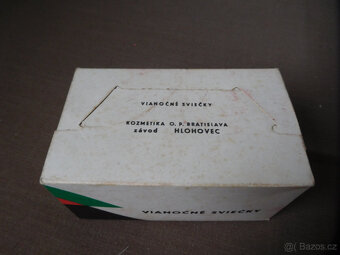 VIANOČNÉ SVIEČKY
KOZMETIKA O. P. BRATISLAVA
závod HLOHOVEC
VIANOČNÉ SVIEČKY
Bazos.cz